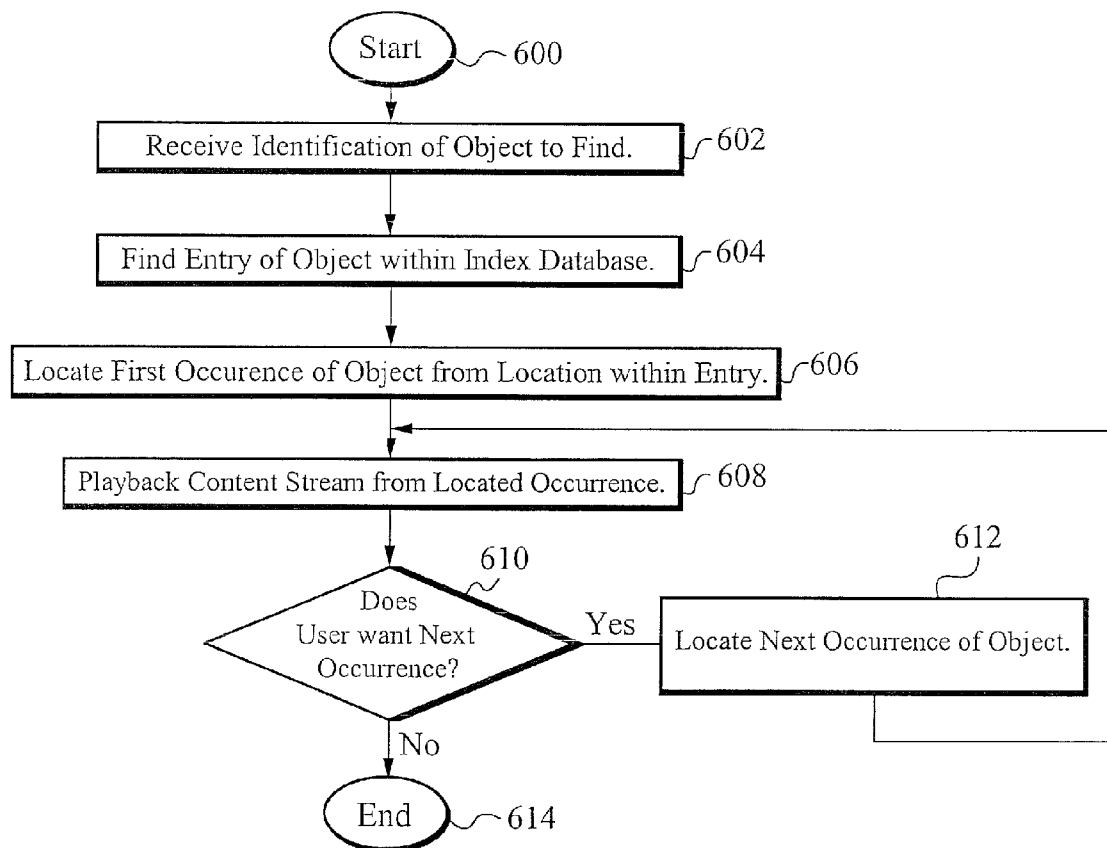 Start
600
Receive Identification of Object to Find.
602
Find Entry of Object within Index Database.
604
Locate First Occurence of Object from Location within Entry.
606
Playback Content Stream from Located Occurrence.
608
610
Does
User want Next
Occurrence?
Yes
612
Locate Next Occurrence of Object.
No
End
614